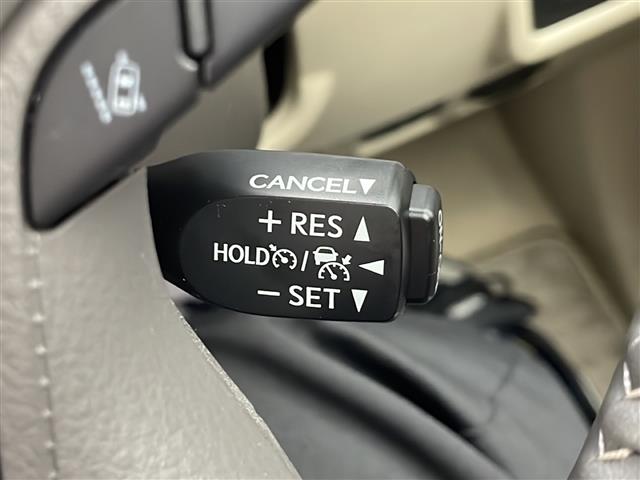 CANCEL▼
+ RES ▲
HOLD / ◀
− SET ▼